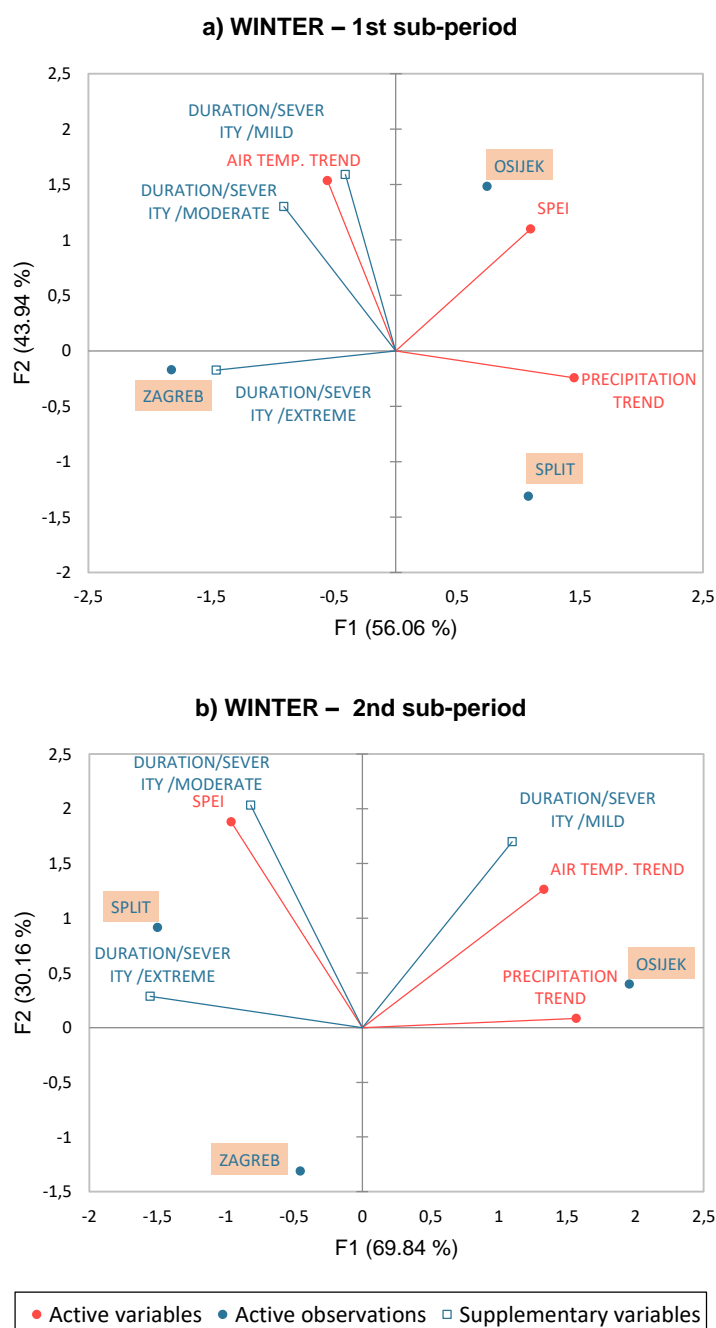 a) WINTER – 1st sub-period
2,5
2
1,5
1
0,5
0
-0,5
-1
-1,5
-2
F2 (43.94 %)
DURATION/SEVER
ITY /MILD
AIR TEMP. TREND
DURATION/SEVER
ITY /MODERATE
OSIJEK
SPEI
ZAGREB
DURATION/SEVER
ITY /EXTREME
PRECIPITATION
TREND
SPLIT
-2,5 -1,5 -0,5 0,5 1,5 2,5
F1 (56.06 %)
b) WINTER – 2nd sub-period
2,5
2
1,5
1
0,5
0
-0,5
-1
-1,5
F2 (30.16 %)
DURATION/SEVER
ITY /MODERATE
SPEI
DURATION/SEVER
ITY /MILD
AIR TEMP. TREND
SPLIT
DURATION/SEVER
ITY /EXTREME
OSIJEK
PRECIPITATION
TREND
ZAGREB
-2 -1,5 -1 -0,5 0 0,5 1 1,5 2 2,5
F1 (69.84 %)
Active variables Active observations Supplementary variables